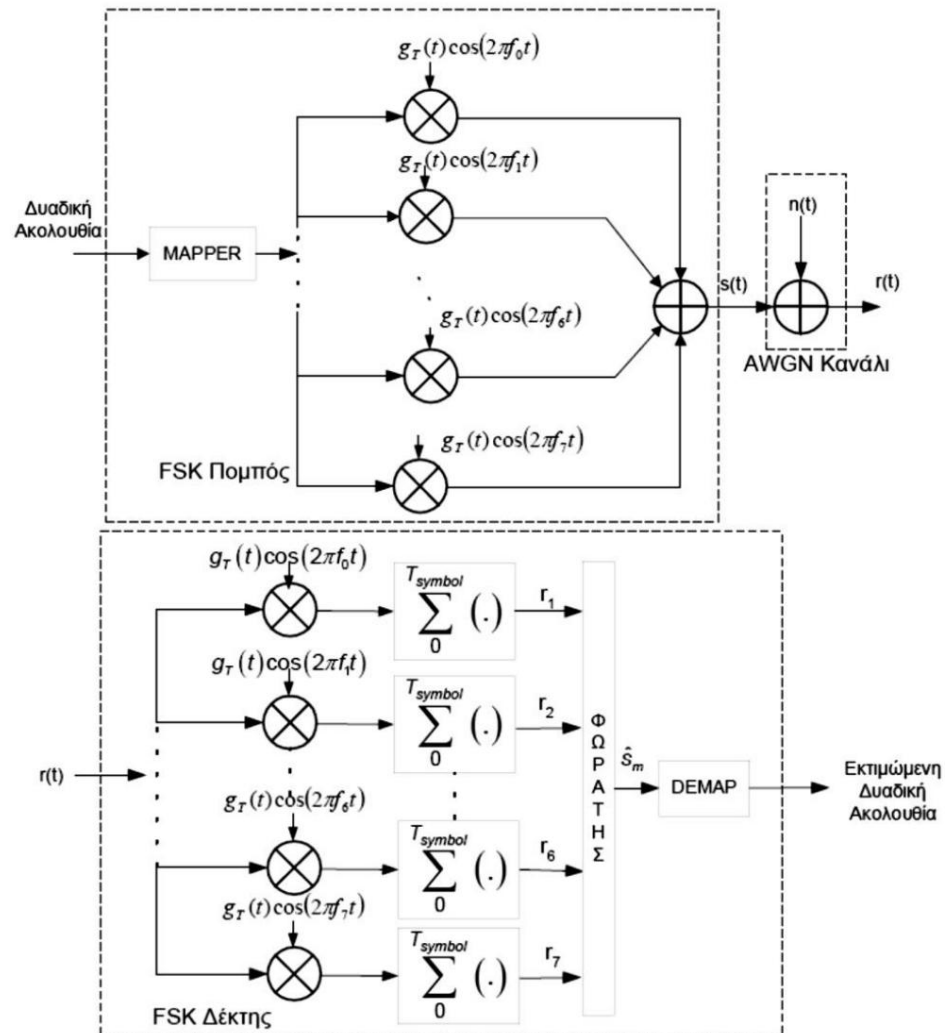 g_T(t)cos(2πf_0t)
g_T(t)cos(2πf_1t)
Δυαδική
Ακολουθία
MAPPER
n(t)
s(t)
r(t)
g_T(t)cos(2πf_6t)
AWGN Κανάλι
g_T(t)cos(2πf_7t)
FSK Πομπός
g_T(t)cos(2πf_0t)
T_symbol
∑ (.)
0
r_1
g_T(t)cos(2πf_1t)
T_symbol
∑ (.)
0
r_2
r(t)
ΦΩΡΑΤΗΣ
ŝ_m
DEMAP
Εκτιμώμενη
Δυαδική
Ακολουθία
g_T(t)cos(2πf_6t)
T_symbol
∑ (.)
0
r_6
g_T(t)cos(2πf_7t)
T_symbol
∑ (.)
0
r_7
FSK Δέκτης